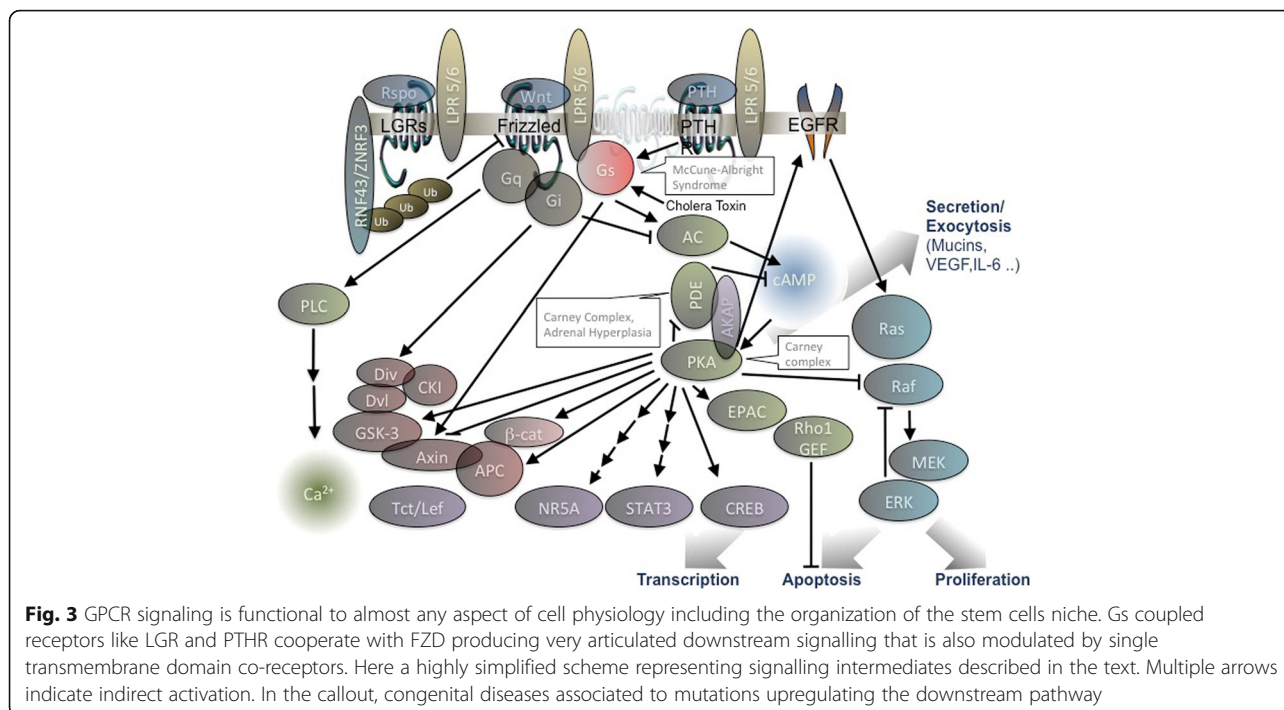 Rspo
LPR 5/6
Wnt
LPR 5/6
PTH
LPR 5/6
LGRs
Frizzled
PTH
R
EGFR
RNF43/ZNRF3
Ub
Ub
Ub
Gq
Gi
Gs
McCune-Albright
Syndrome
Cholera Toxin
AC
cAMP
Secretion/
Exocytosis
(Mucins,
VEGF,IL-6 ..)
PLC
PDE
AKAP
Carney Complex,
Adrenal Hyperplasia
PKA
Carney
complex
Ras
Raf
Div
CKI
Dvl
GSK-3
β-cat
Axin
APC
EPAC
Rho1
GEF
MEK
ERK
Ca2+
Tct/Lef
NR5A
STAT3
CREB
Transcription
Apoptosis
Proliferation
Fig. 3 GPCR signaling is functional to almost any aspect of cell physiology including the organization of the stem cells niche. Gs coupled
receptors like LGR and PTHR cooperate with FZD producing very articulated downstream signalling that is also modulated by single
transmembrane domain co-receptors. Here a highly simplified scheme representing signalling intermediates described in the text. Multiple arrows
indicate indirect activation. In the callout, congenital diseases associated to mutations upregulating the downstream pathway